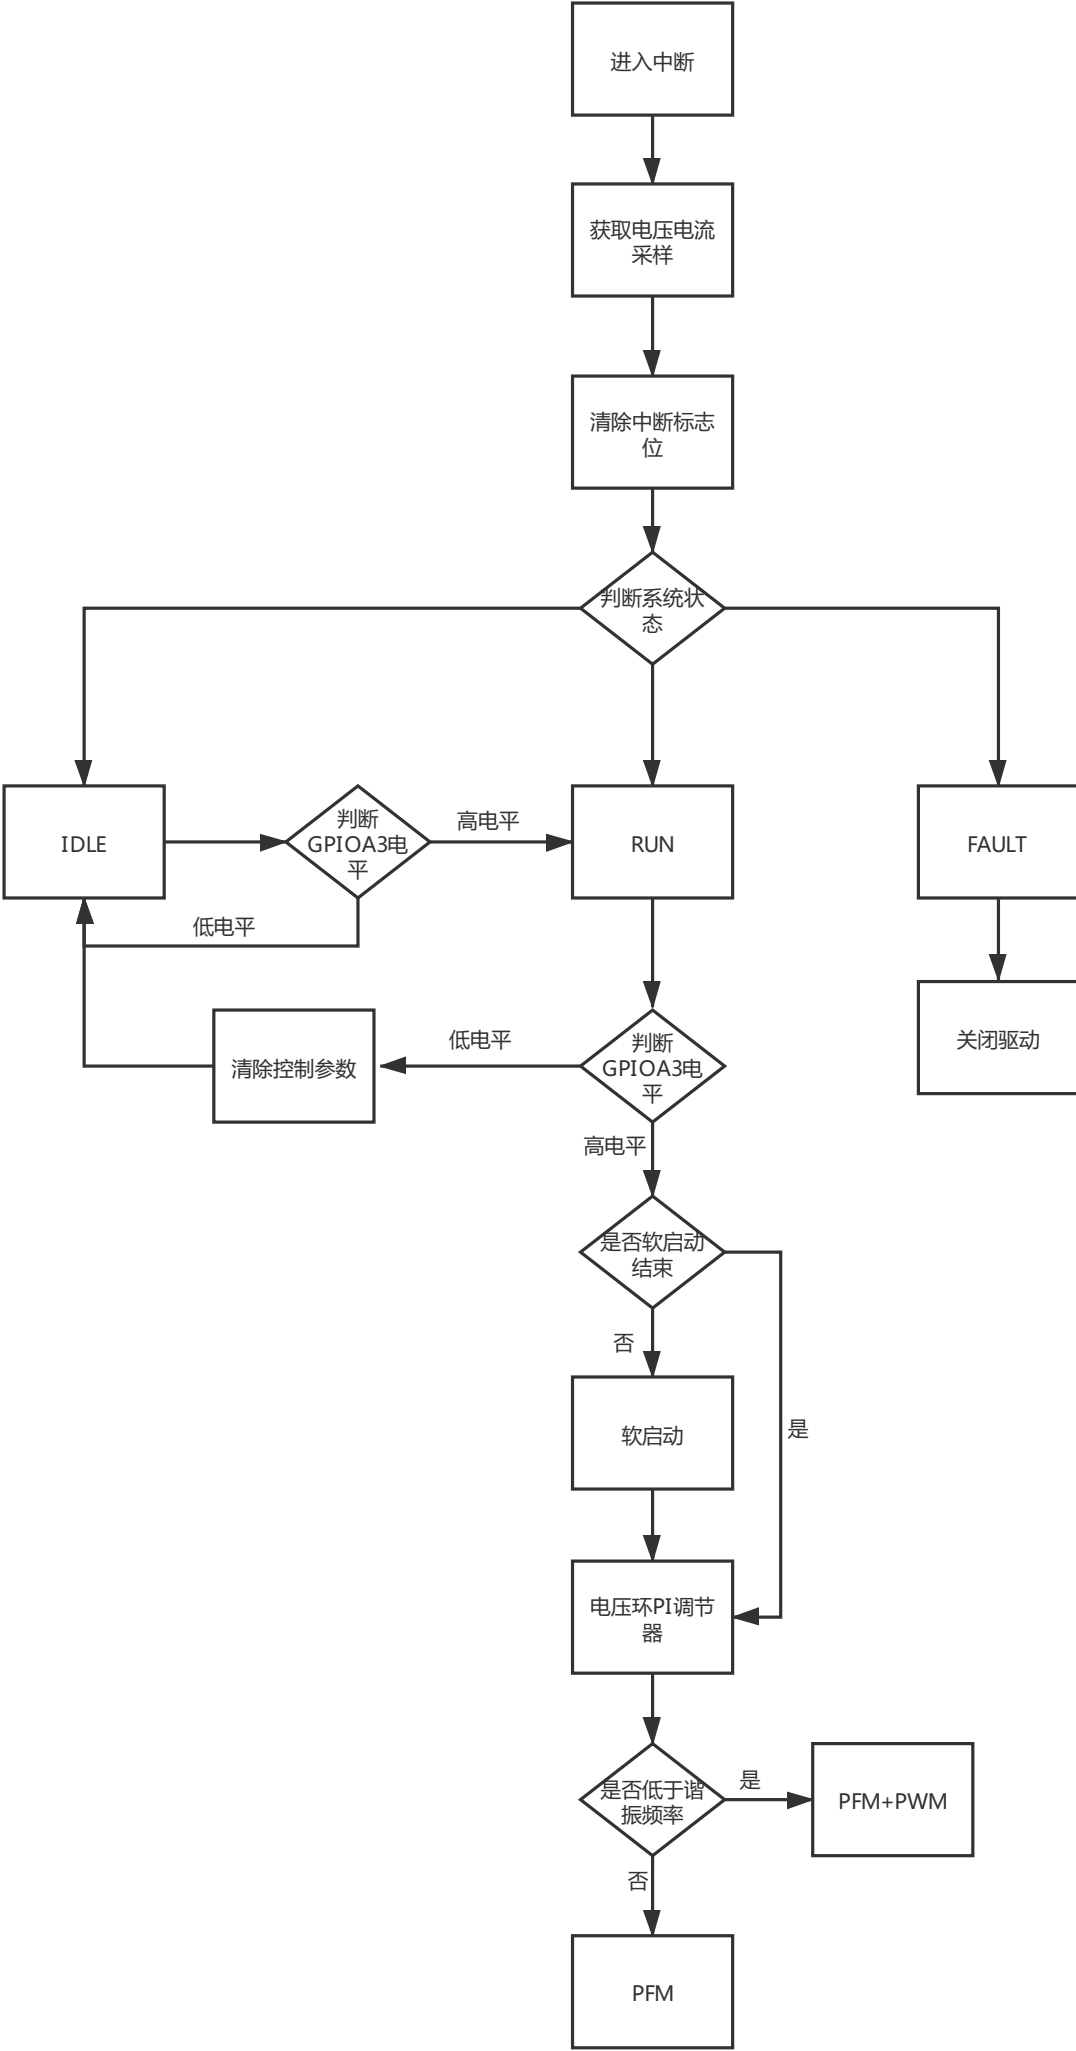 进入中断
获取电压电流
采样
清除中断标志
位
判断系统状
态
IDLE
判断
GPIOA3电
平
高电平
RUN
FAULT
低电平
关闭驱动
清除控制参数
低电平
判断
GPIOA3电
平
高电平
是否软启动
结束
否
软启动
是
电压环PI调节
器
是否低于谐
振频率
是
PFM+PWM
否
PFM